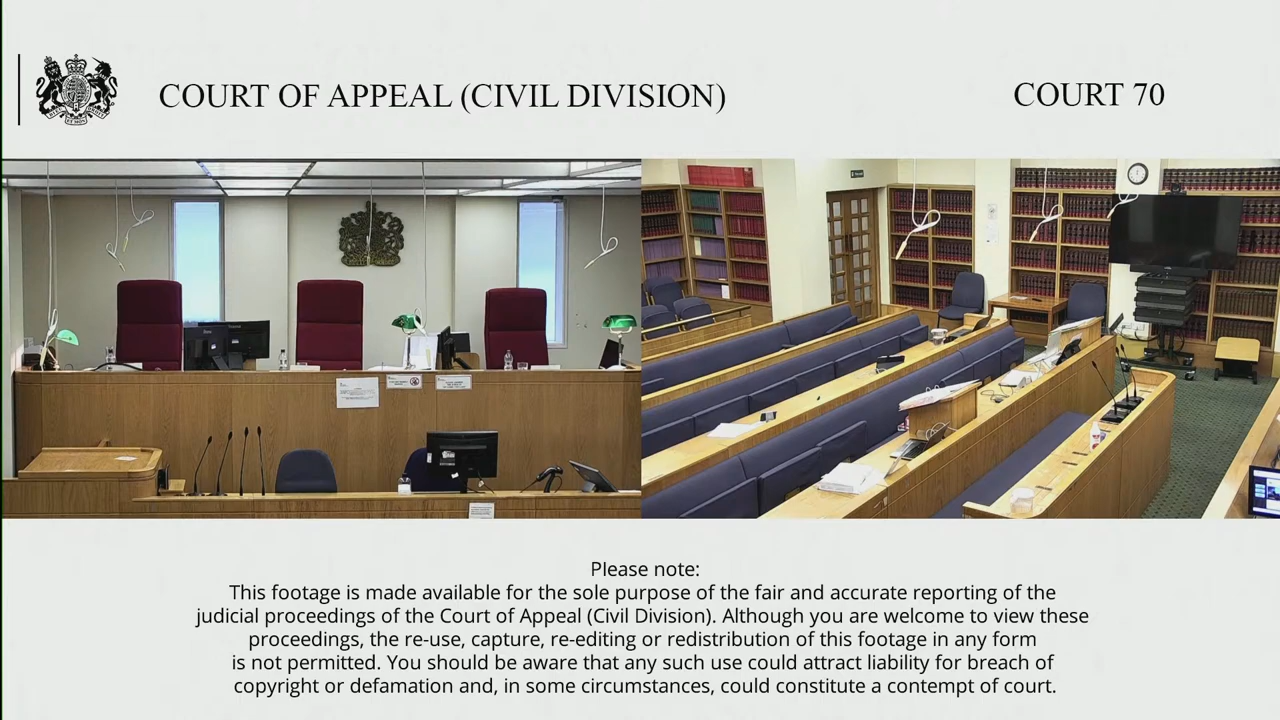 COURT OF APPEAL (CIVIL DIVISION)
COURT 70
Please note:
This footage is made available for the sole purpose of the fair and accurate reporting of the
judicial proceedings of the Court of Appeal (Civil Division). Although you are welcome to view these
proceedings, the re-use, capture, re-editing or redistribution of this footage in any form
is not permitted. You should be aware that any such use could attract liability for breach of
copyright or defamation and, in some circumstances, could constitute a contempt of court.